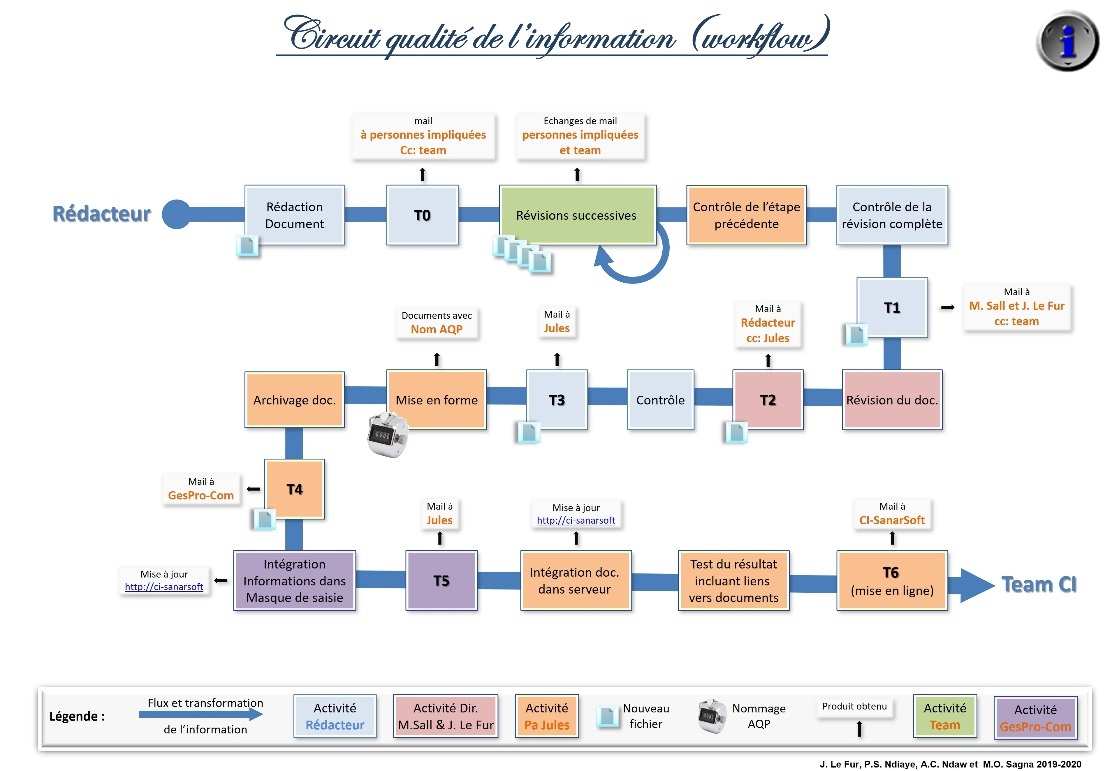 Circuit qualité de l'information (workflow)
i
mail
à personnes impliquées
Cc: team
Echanges de mail
personnes impliquées
et team
Rédacteur
Rédaction
Document
T0
Révisions successives
Contrôle de l'étape
précédente
Contrôle de la
révision complète
T1
Mail à
M. Sall et J. Le Fur
cc: team
Documents avec
Nom AQP
Mail à
Jules
Mail à
Rédacteur
cc: Jules
Archivage doc.
Mise en forme
T3
Contrôle
T2
Révision du doc.
Mail à
GesPro-Com
T4
Mail à
Jules
Mise à jour
http://ci-sanarsoft
Mail à
CI-SanarSoft
Mise à jour
http://ci-sanarsoft
Intégration
Informations dans
Masque de saisie
T5
Intégration doc.
dans serveur
Test du résultat
incluant liens
vers documents
T6
(mise en ligne)
Team CI
Légende :
Flux et transformation
de l'information
Activité
Rédacteur
Activité Dir.
M.Sall & J. Le Fur
Activité
Pa Jules
Nouveau
fichier
Nommage
AQP
Produit obtenu
Activité
Team
Activité
GesPro-Com
J. Le Fur, P.S. Ndiaye, A.C. Ndaw et M.O. Sagna 2019-2020